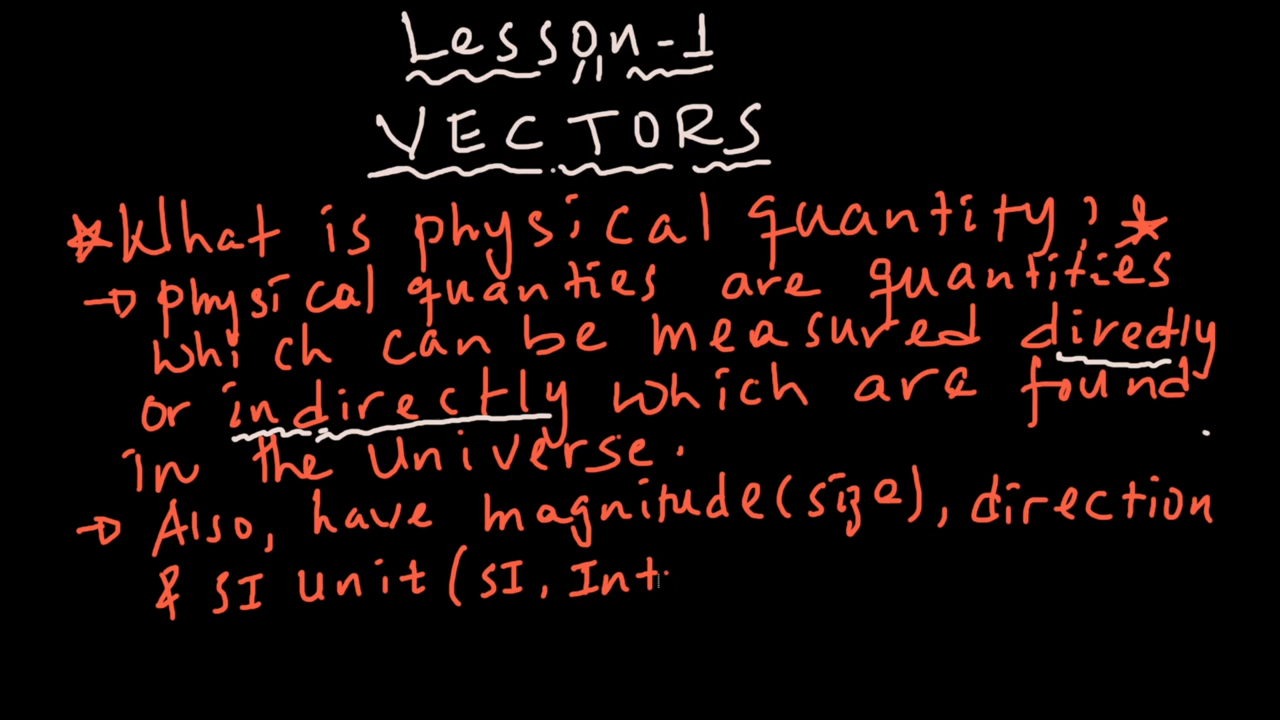 Lesson-1
VECTORS
What is physical quantity?
physical quanties are quantities
which can be measured directly
or indirectly which are found
in the Universe.
Also, have magnitude(size), direction
& SI Unit (SI, Int